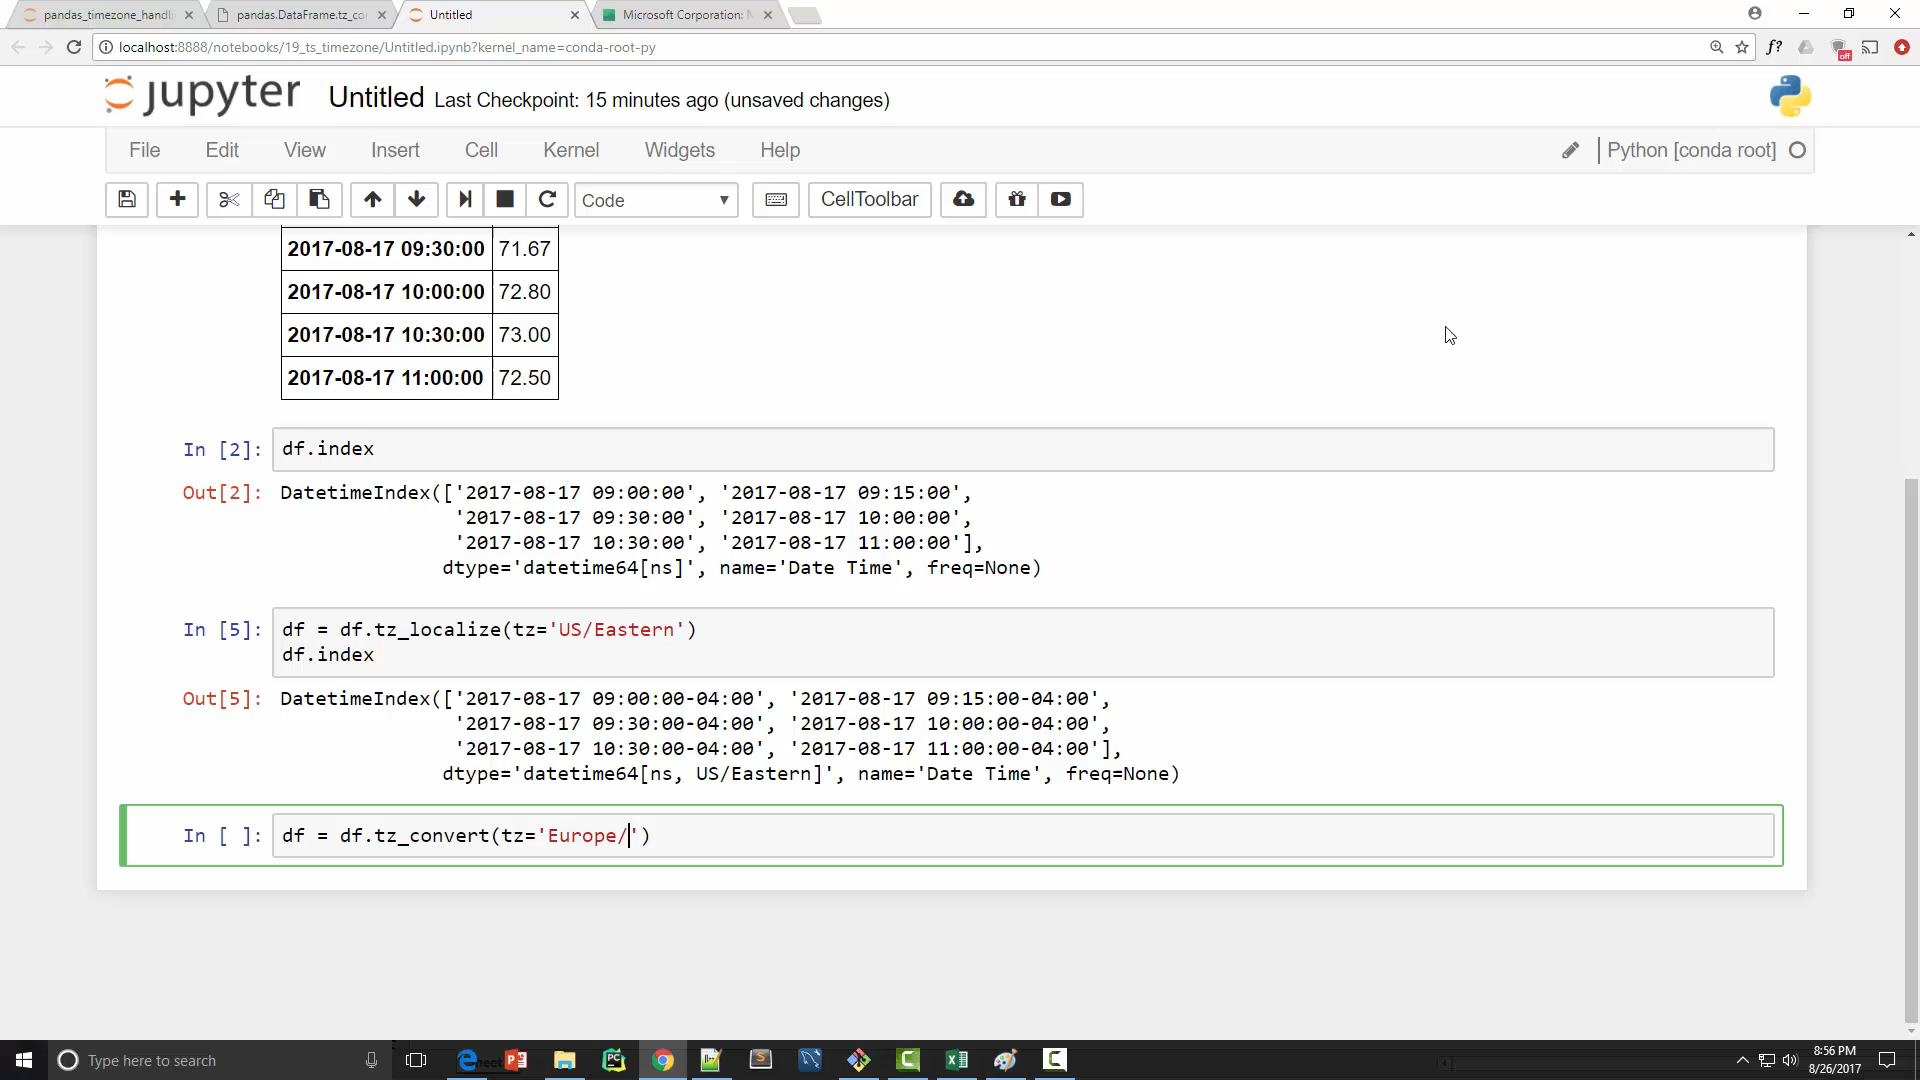 pandas_timezone_handli
pandas.DataFrame.tz_co
Untitled
Microsoft Corporation: N
localhost:8888/notebooks/19_ts_timezone/Untitled.ipynb?kernel_name=conda-root-py
f?
off
jupyter Untitled Last Checkpoint: 15 minutes ago (unsaved changes)
File Edit View Insert Cell Kernel Widgets Help
Python [conda root]
Code
CellToolbar
2017-08-17 09:30:00 71.67
2017-08-17 10:00:00 72.80
2017-08-17 10:30:00 73.00
2017-08-17 11:00:00 72.50
In [2]: df.index
Out[2]: DatetimeIndex(['2017-08-17 09:00:00', '2017-08-17 09:15:00',
'2017-08-17 09:30:00', '2017-08-17 10:00:00',
'2017-08-17 10:30:00', '2017-08-17 11:00:00'],
dtype='datetime64[ns]', name='Date Time', freq=None)
In [5]: df = df.tz_localize(tz='US/Eastern')
df.index
Out[5]: DatetimeIndex(['2017-08-17 09:00:00-04:00', '2017-08-17 09:15:00-04:00',
'2017-08-17 09:30:00-04:00', '2017-08-17 10:00:00-04:00',
'2017-08-17 10:30:00-04:00', '2017-08-17 11:00:00-04:00'],
dtype='datetime64[ns, US/Eastern]', name='Date Time', freq=None)
In [ ]: df = df.tz_convert(tz='Europe/')
Type here to search
8:56 PM
8/26/2017